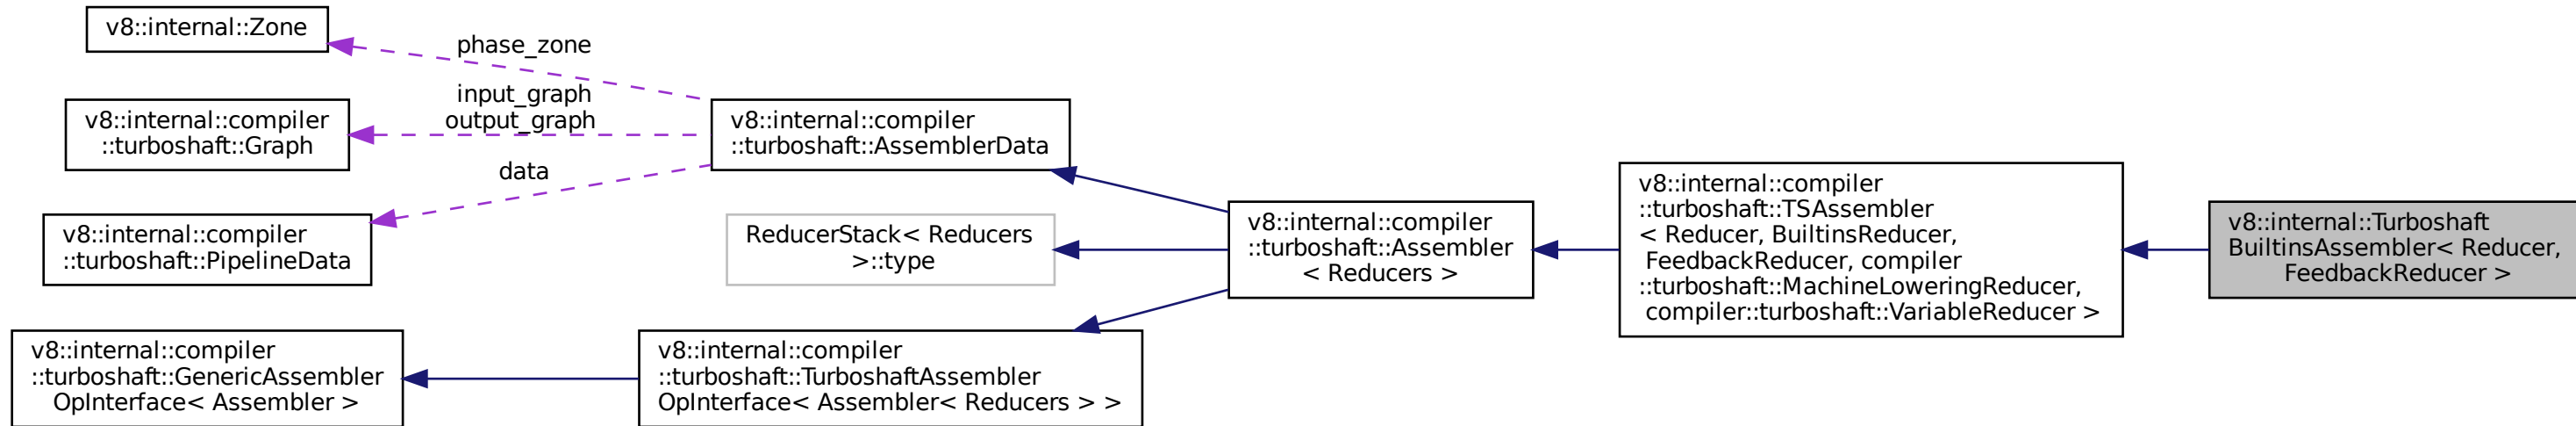 v8::internal::Zone
phase_zone
input_graph
output_graph
data
v8::internal::compiler
::turboshaft::Graph
v8::internal::compiler
::turboshaft::PipelineData
v8::internal::compiler
::turboshaft::GenericAssembler
OpInterface< Assembler >
v8::internal::compiler
::turboshaft::AssemblerData
ReducerStack< Reducers
>::type
v8::internal::compiler
::turboshaft::TurboshaftAssembler
OpInterface< Assembler< Reducers > >
v8::internal::compiler
::turboshaft::Assembler
< Reducers >
v8::internal::compiler
::turboshaft::TSAssembler
< Reducer, BuiltinsReducer,
FeedbackReducer, compiler
::turboshaft::MachineLoweringReducer,
compiler::turboshaft::VariableReducer >
v8::internal::Turboshaft
BuiltinsAssembler< Reducer,
FeedbackReducer >